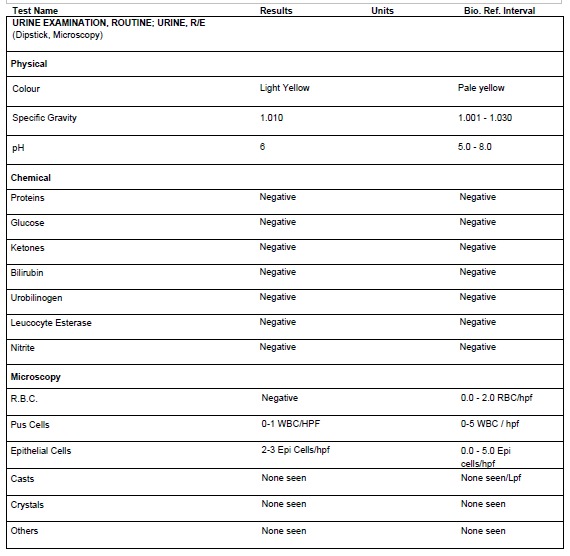 Test Name Results Units Bio. Ref. Interval
URINE EXAMINATION, ROUTINE; URINE, R/E
(Dipstick, Microscopy)
Physical
Colour Light Yellow Pale yellow
Specific Gravity 1.010 1.001 - 1.030
pH 6 5.0 - 8.0
Chemical
Proteins Negative Negative
Glucose Negative Negative
Ketones Negative Negative
Bilirubin Negative Negative
Urobilinogen Negative Negative
Leucocyte Esterase Negative Negative
Nitrite Negative Negative
Microscopy
R.B.C. Negative 0.0 - 2.0 RBC/hpf
Pus Cells 0-1 WBC/HPF 0-5 WBC / hpf
Epithelial Cells 2-3 Epi Cells/hpf 0.0 - 5.0 Epi
cells/hpf
Casts None seen None seen/Lpf
Crystals None seen None seen
Others None seen None seen